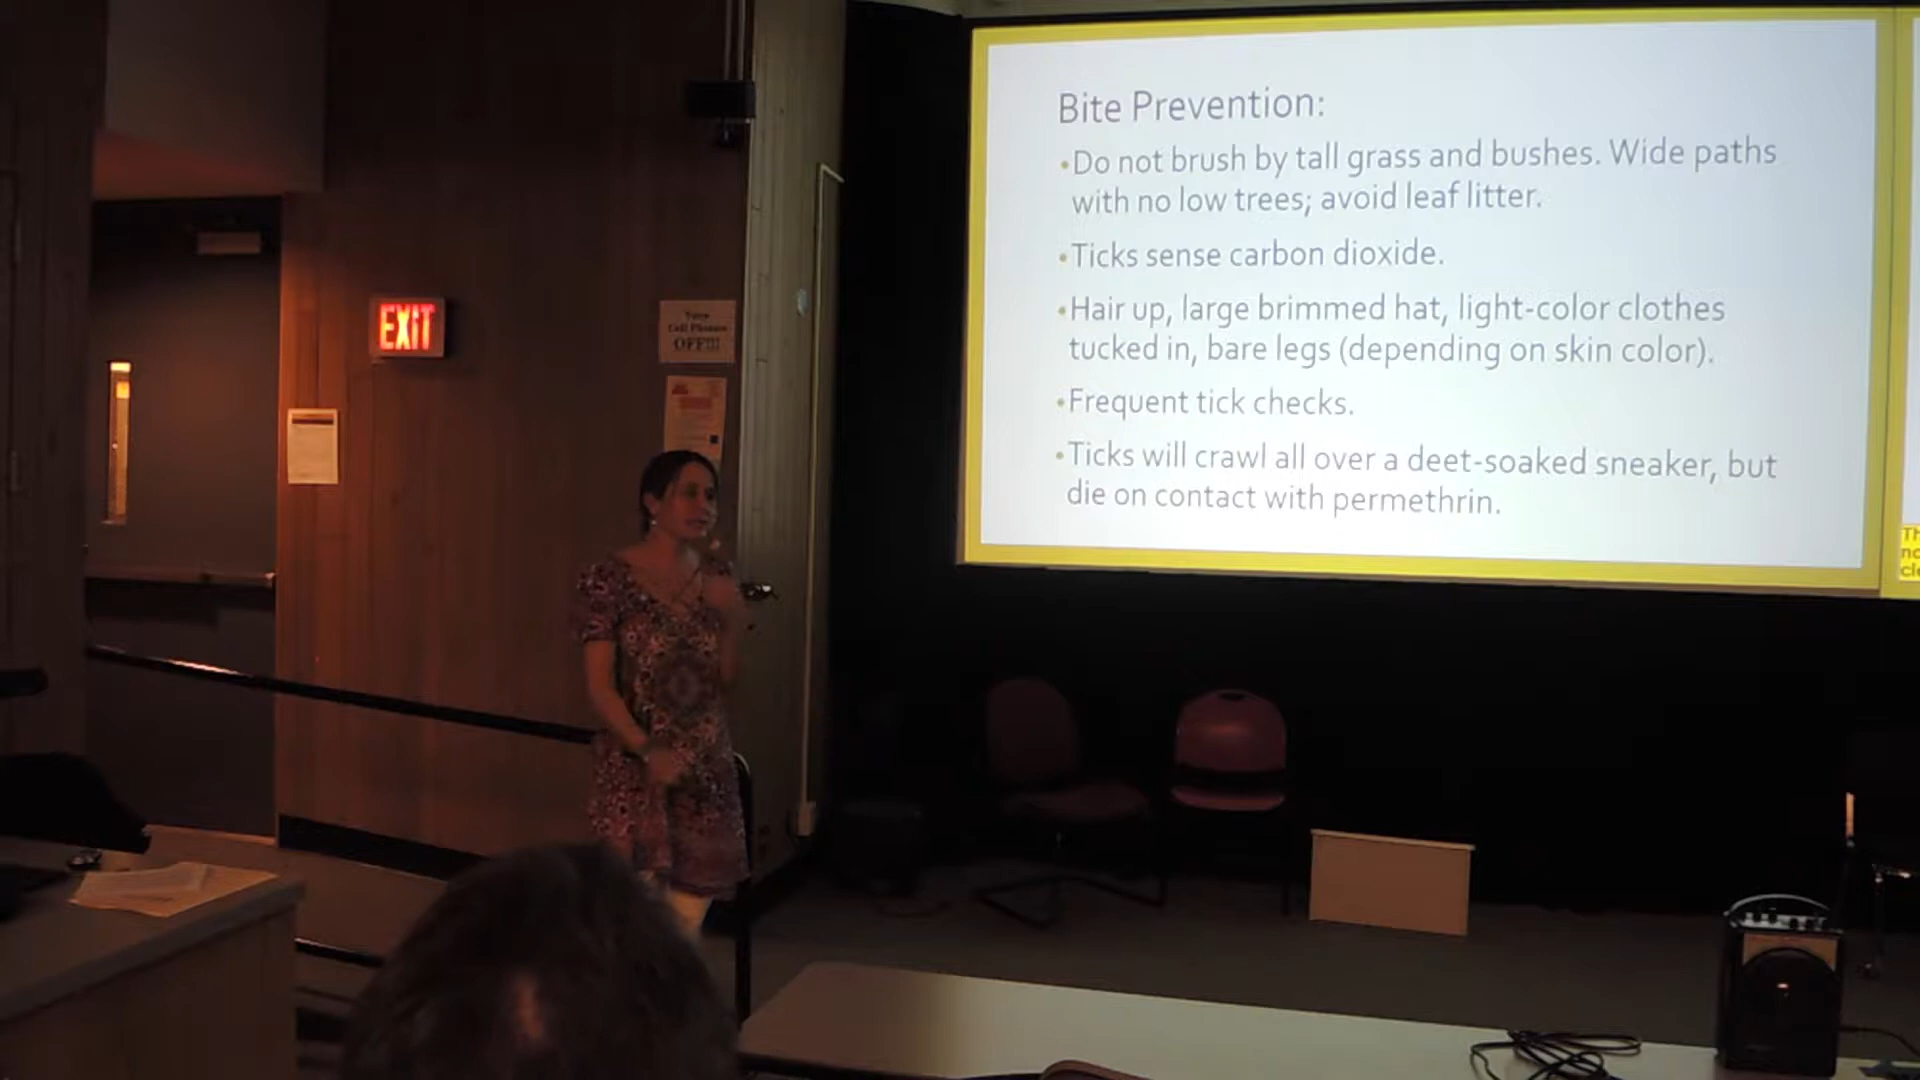 Bite Prevention:
•Do not brush by tall grass and bushes. Wide paths
with no low trees; avoid leaf litter.
•Ticks sense carbon dioxide.
•Hair up, large brimmed hat, light-color clothes
tucked in, bare legs (depending on skin color).
•Frequent tick checks.
•Ticks will crawl all over a deet-soaked sneaker, but
die on contact with permethrin.
EXIT
Turn
Cell Phones
OFF!!!